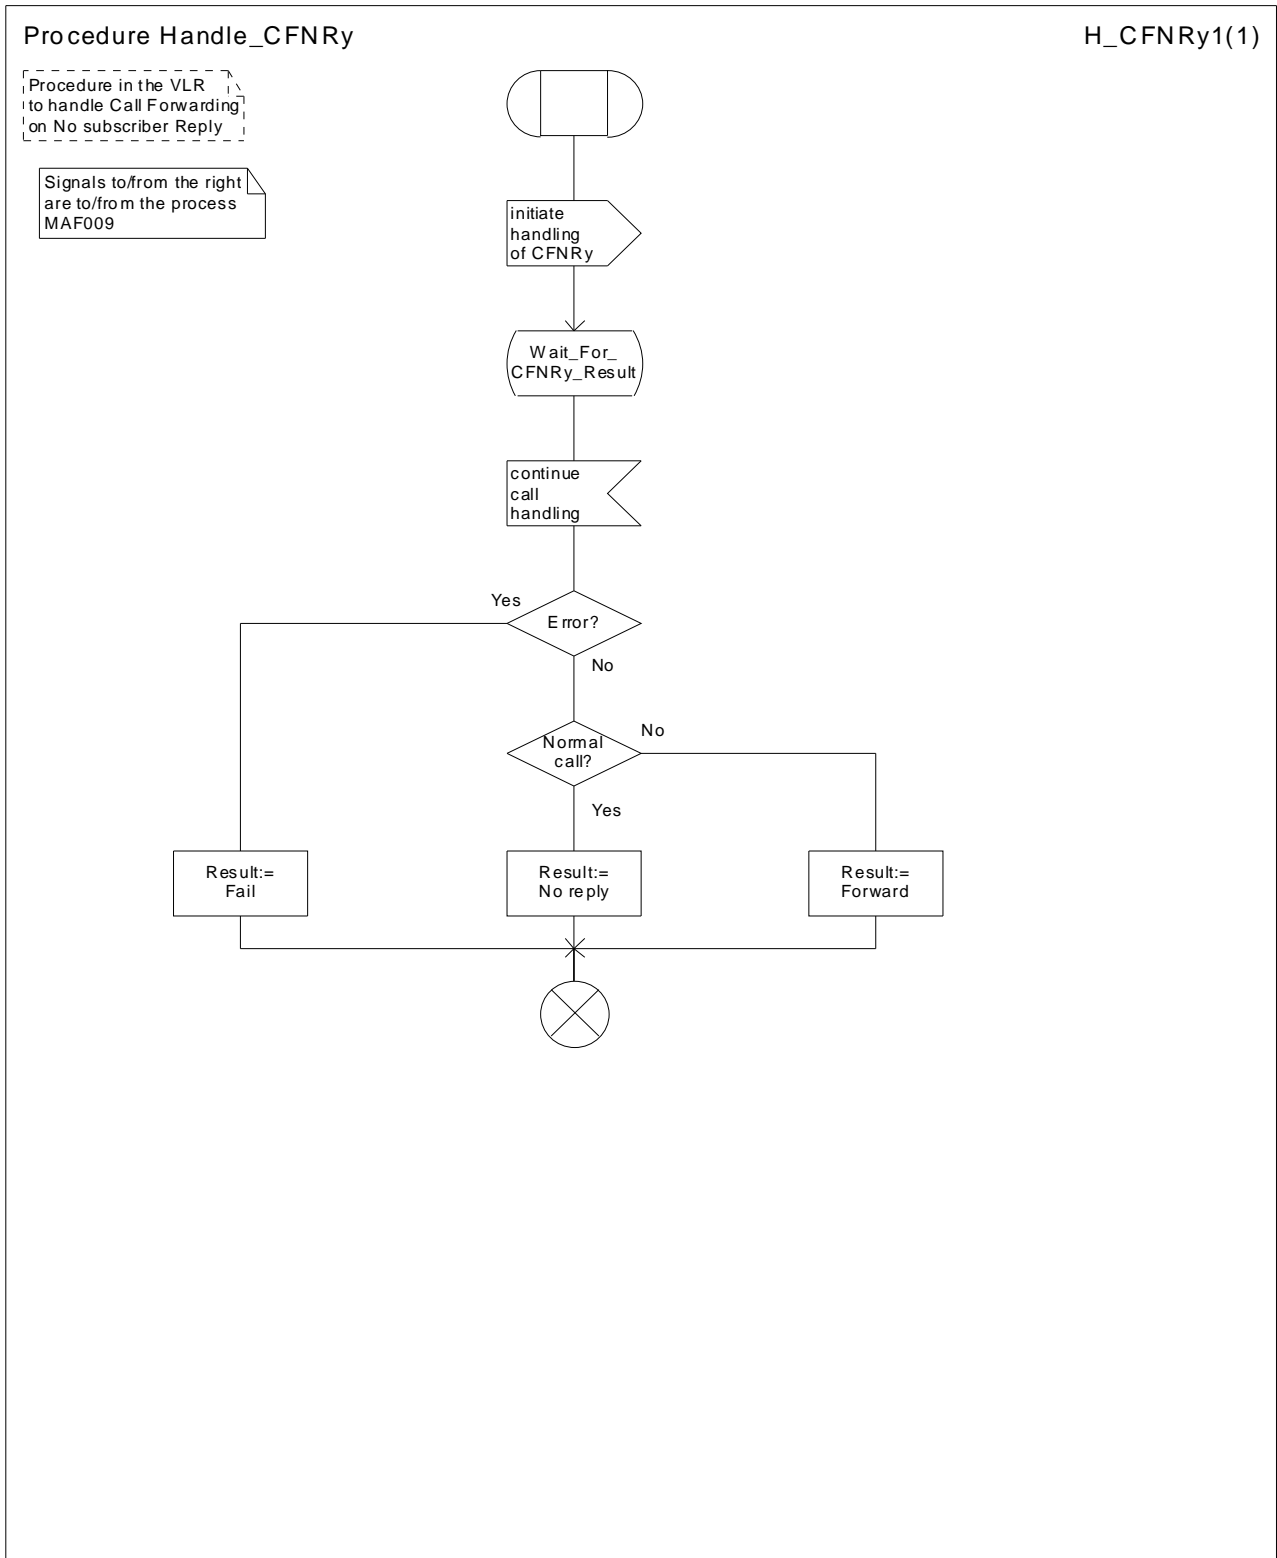 Procedure Handle_CFNRy
H_CFNRy1(1)
Procedure in the VLR
to handle Call Forwarding
on No subscriber Reply
Signals to/from the right
are to/from the process
MAF009
initiate
handling
of CFNRy
Wait_For_
CFNRy_Result
continue
call
handling
Yes
Error?
No
No
Normal
call?
Yes
Result:=
Fail
Result:=
No reply
Result:=
Forward